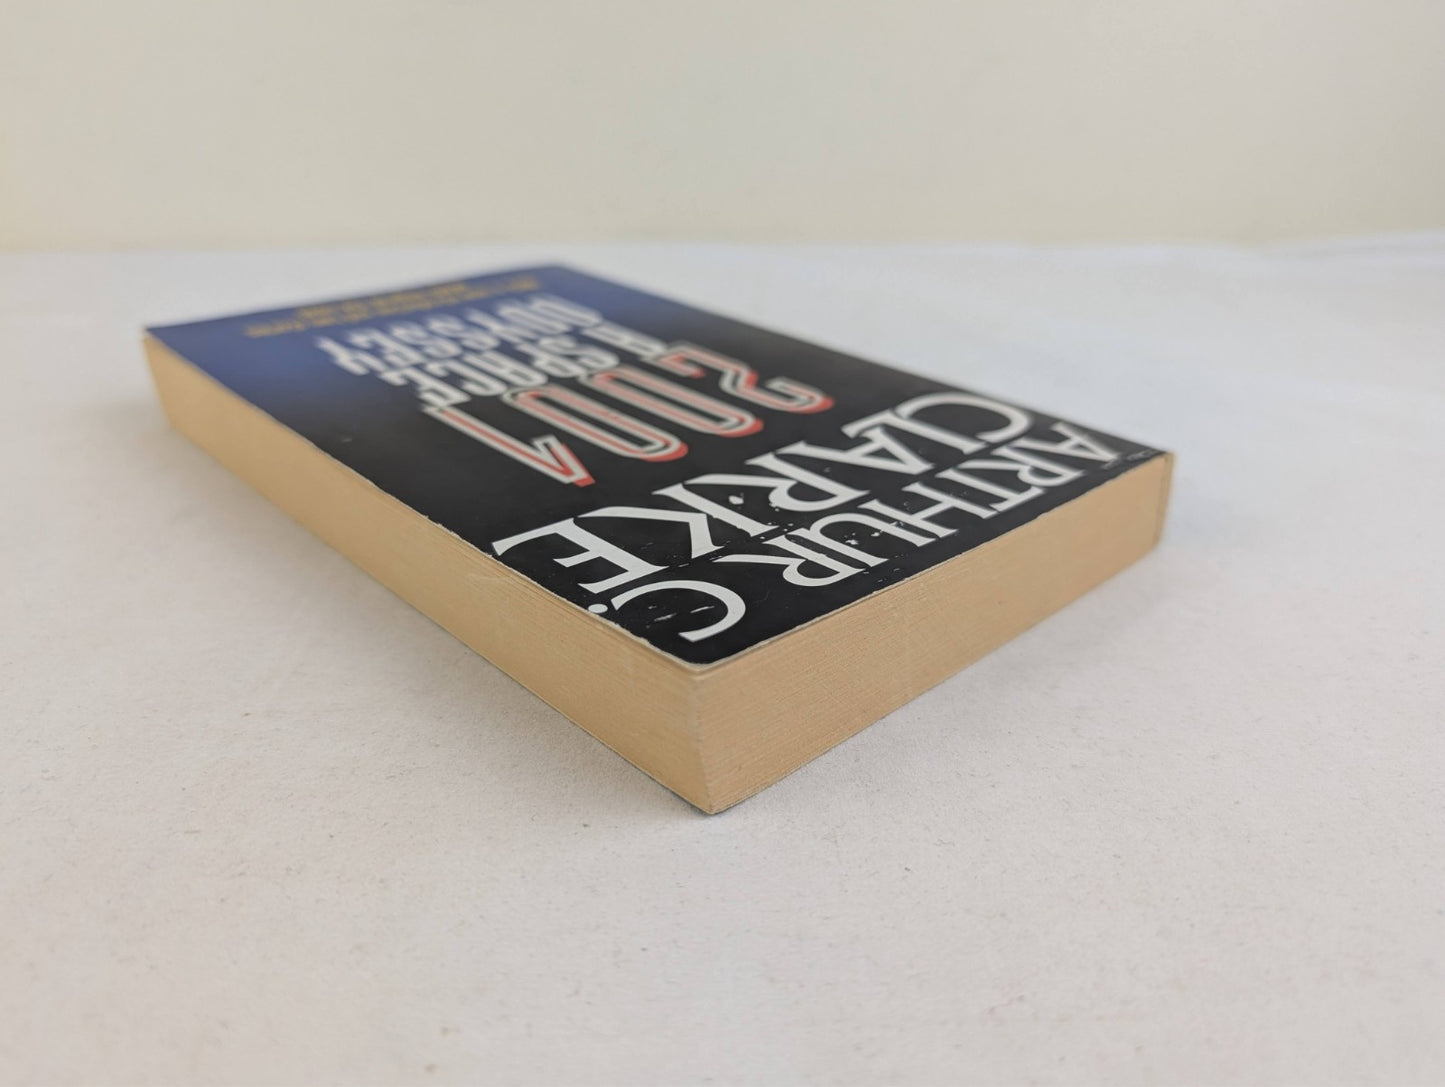 ARTHUR C.
CLARKE
2001
A SPACE
ODYSSEY